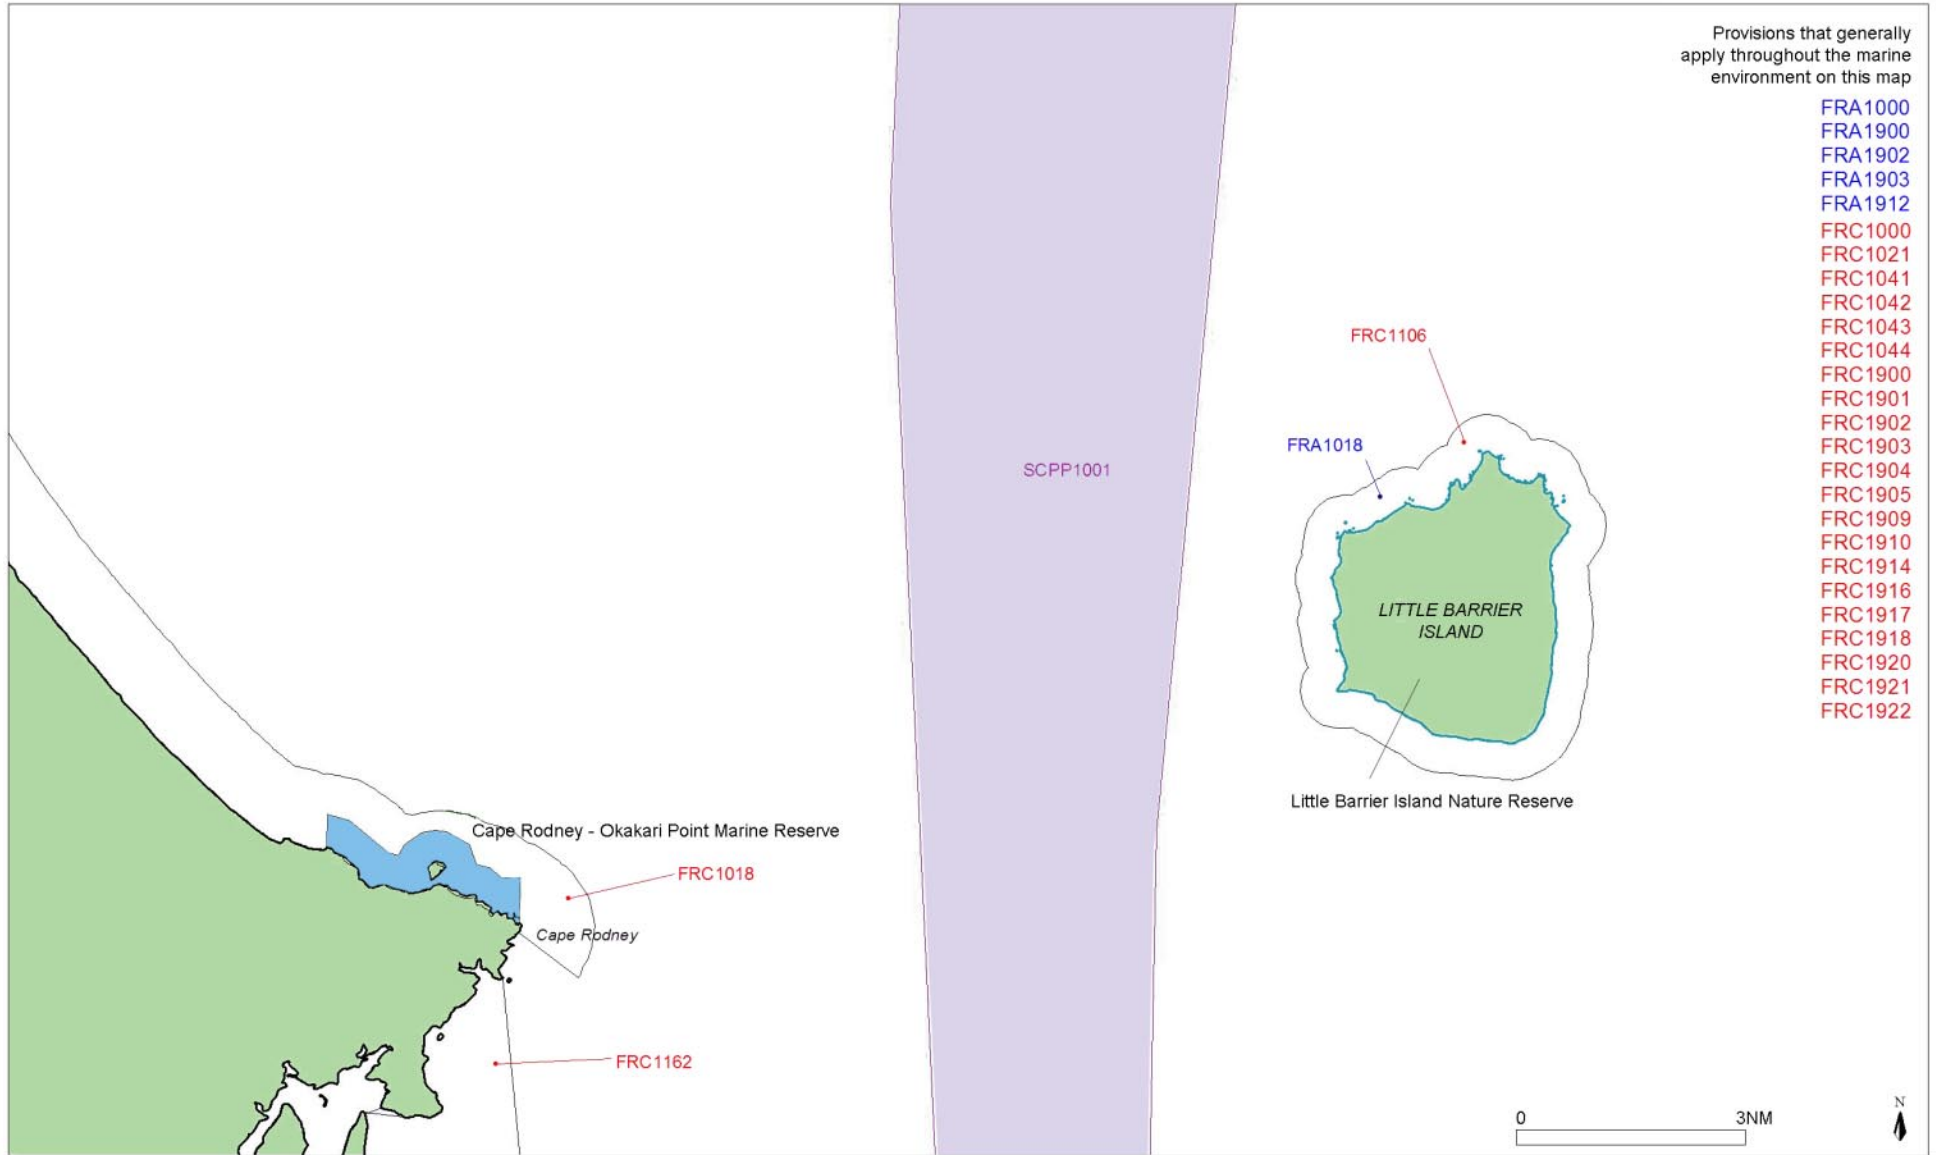 Provisions that generally
apply throughout the marine
environment on this map
FRA1000
FRA1900
FRA1902
FRA1903
FRA1912
FRC1000
FRC1021
FRC1041
FRC1042
FRC1043
FRC1044
FRC1900
FRC1901
FRC1902
FRC1903
FRC1904
FRC1905
FRC1909
FRC1910
FRC1914
FRC1916
FRC1917
FRC1918
FRC1920
FRC1921
FRC1922
FRC1106
FRA1018
SCPP1001
LITTLE BARRIER
ISLAND
Little Barrier Island Nature Reserve
Cape Rodney - Okakari Point Marine Reserve
FRC1018
Cape Rodney
FRC1162
0 3NM
N